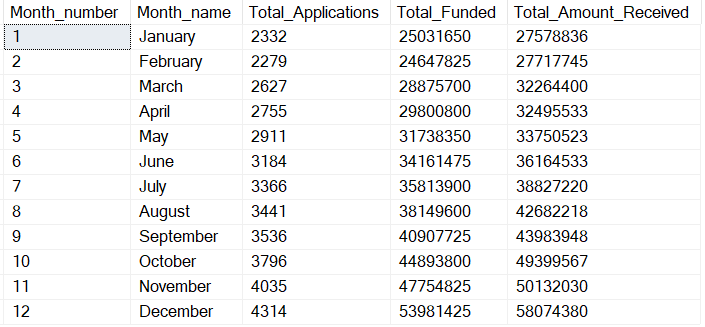 Month_number Month_name Total_Applications Total_Funded Total_Amount_Received
1 January 2332 25031650 27578836
2 February 2279 24647825 27717745
3 March 2627 28875700 32264400
4 April 2755 29800800 32495533
5 May 2911 31738350 33750523
6 June 3184 34161475 36164533
7 July 3366 35813900 38827220
8 August 3441 38149600 42682218
9 September 3536 40907725 43983948
10 October 3796 44893800 49399567
11 November 4035 47754825 50132030
12 December 4314 53981425 58074380